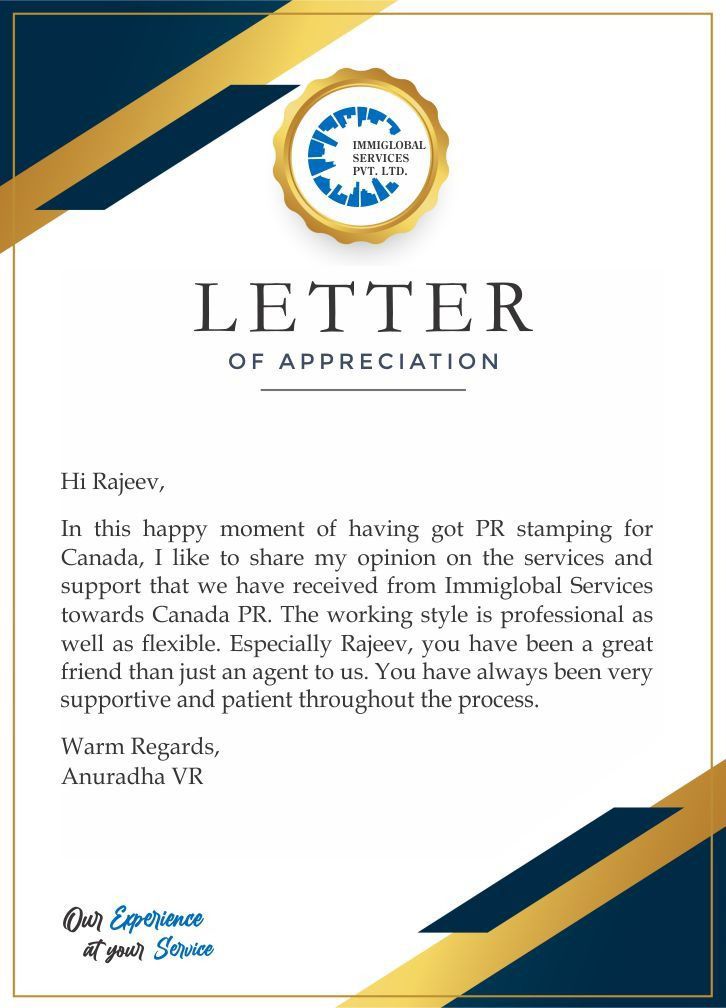 IMMIGLOBAL
SERVICES
PVT. LTD.
LETTER
OF APPRECIATION
Hi Rajeev,
In this happy moment of having got PR stamping for
Canada, I like to share my opinion on the services and
support that we have received from Immiglobal Services
towards Canada PR. The working style is professional as
well as flexible. Especially Rajeev, you have been a great
friend than just an agent to us. You have always been very
supportive and patient throughout the process.
Warm Regards,
Anuradha VR
Our Experience
at your Service